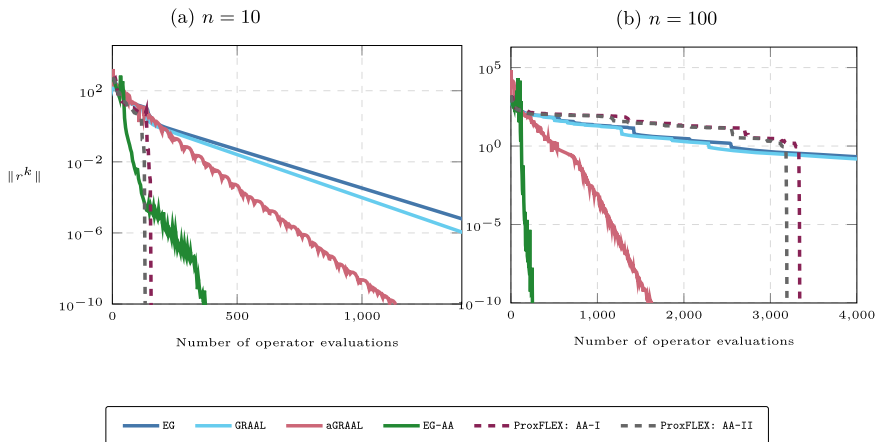 (a) n = 10
(b) n = 100
∥r^k∥
10^2
10^−2
10^−6
10^−10
0
500
1,000
Number of operator evaluations
10^5
10^0
10^−5
10^−10
0
1,000
2,000
3,000
4,000
Number of operator evaluations
EG GRAAL aGRAAL EG-AA ProxFLEX: AA-I ProxFLEX: AA-II